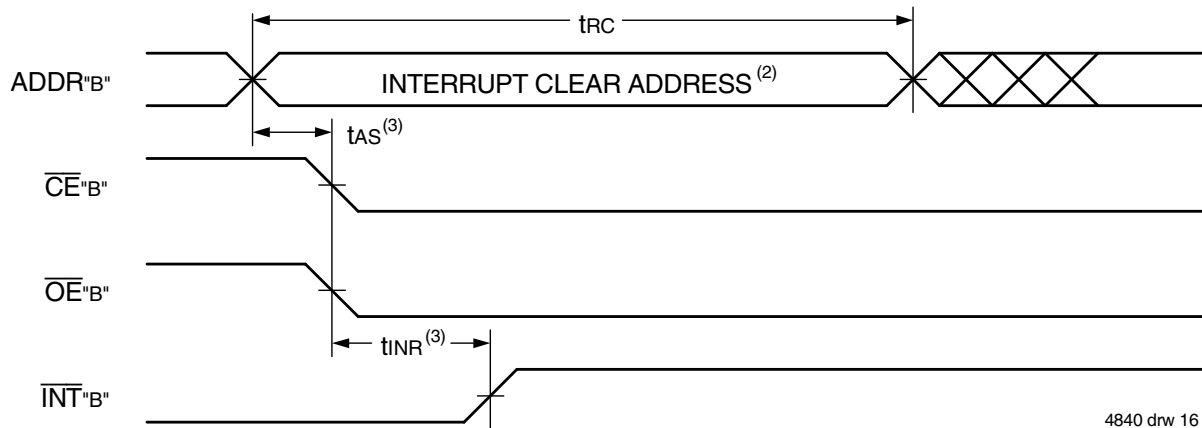 tRC
ADDR"B"
INTERRUPT CLEAR ADDRESS (2)
tAS(3)
CE"B"
OE"B"
tINR(3)
INT"B"
4840 drw 16